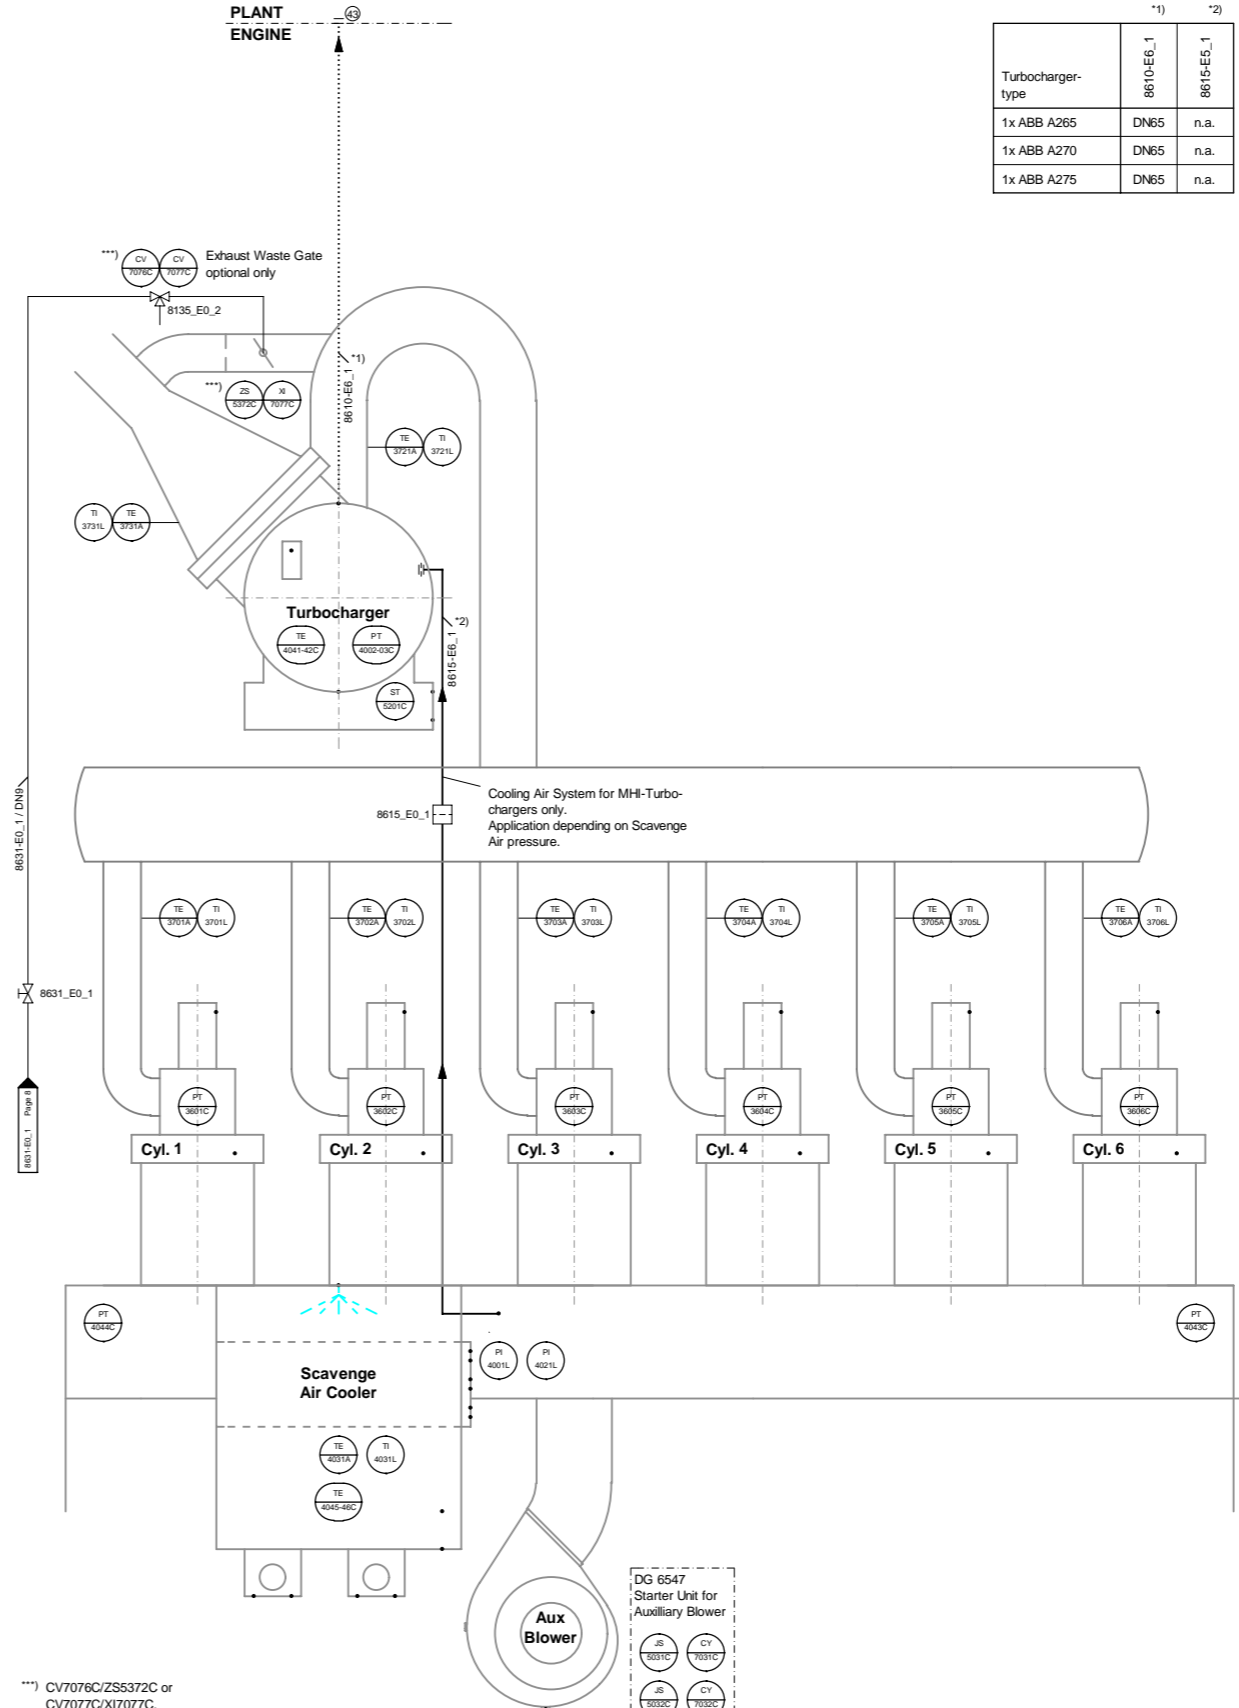 PLANT
43
ENGINE
*1)
*2)
Turbocharger-
type
8610-E6_1
8615-E5_1
1x ABB A265
DN65
n.a.
1x ABB A270
DN65
n.a.
1x ABB A275
DN65
n.a.
***)
CV
7076C
CV
7077C
Exhaust Waste Gate
optional only
8135_E0_2
*1)
8610-E6_1
***)
ZS
5372C
XI
7077C
TE
3721A
TI
3721L
TI
3731L
TE
3731A
Turbocharger
TE
4041-42C
PT
4002-03C
*2)
8615-E6_1
ST
5201C
8631-E0_1 / DN9
8615_E0_1
Cooling Air System for MHI-Turbo-
chargers only.
Application depending on Scavenge
Air pressure.
TE
3701A
TI
3701L
TE
3702A
TI
3702L
TE
3703A
TI
3703L
TE
3704A
TI
3704L
TE
3705A
TI
3705L
TE
3706A
TI
3706L
8631_E0_1
8631-E0_1 Page 8
PT
3601C
PT
3602C
PT
3603C
PT
3604C
PT
3605C
PT
3606C
Cyl. 1
Cyl. 2
Cyl. 3
Cyl. 4
Cyl. 5
Cyl. 6
PT
4044C
PT
4043C
PI
4001L
PI
4021L
Scavenge
Air Cooler
TE
4031A
TI
4031L
TE
4045-46C
Aux
Blower
DG 6547
Starter Unit for
Auxilliary Blower
JS
5031C
CY
7031C
JS
5032C
CY
7032C
***) CV7076C/ZS5372C or
CV7077C/XI7077C.